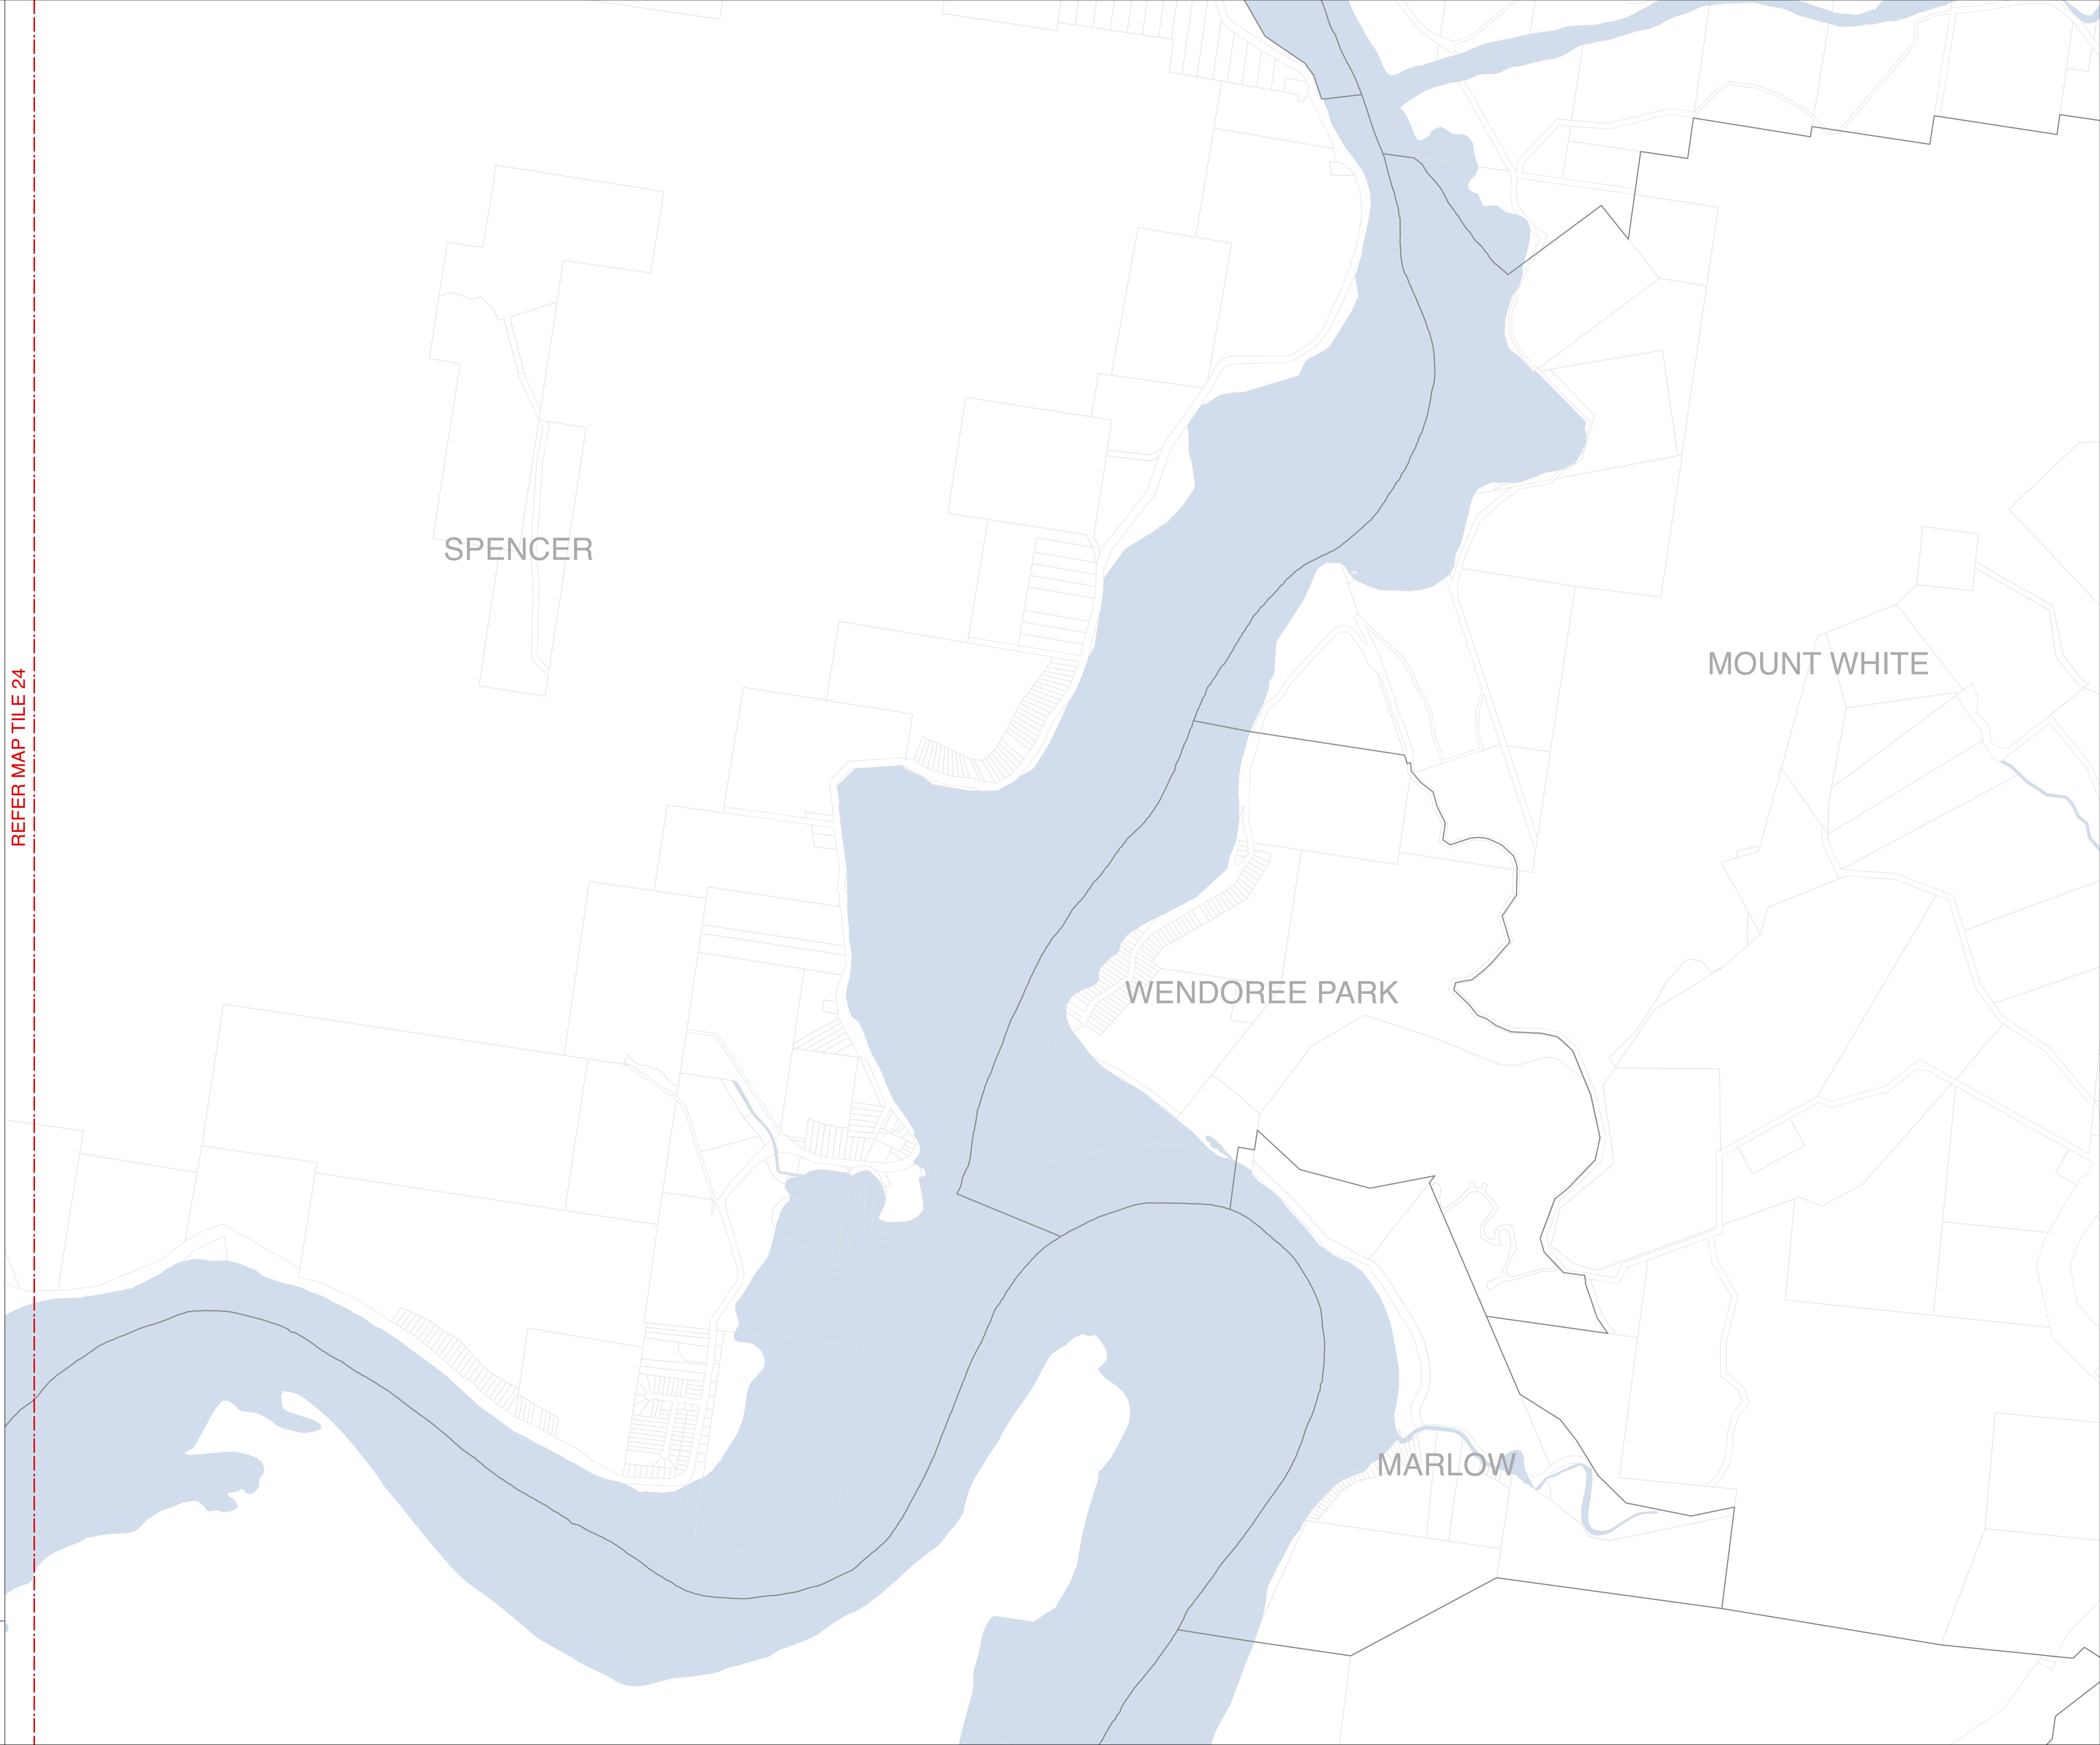 SPENCER
MOUNT WHITE
REFER MAP TILE 24
WENDOREE PARK
MARLOW